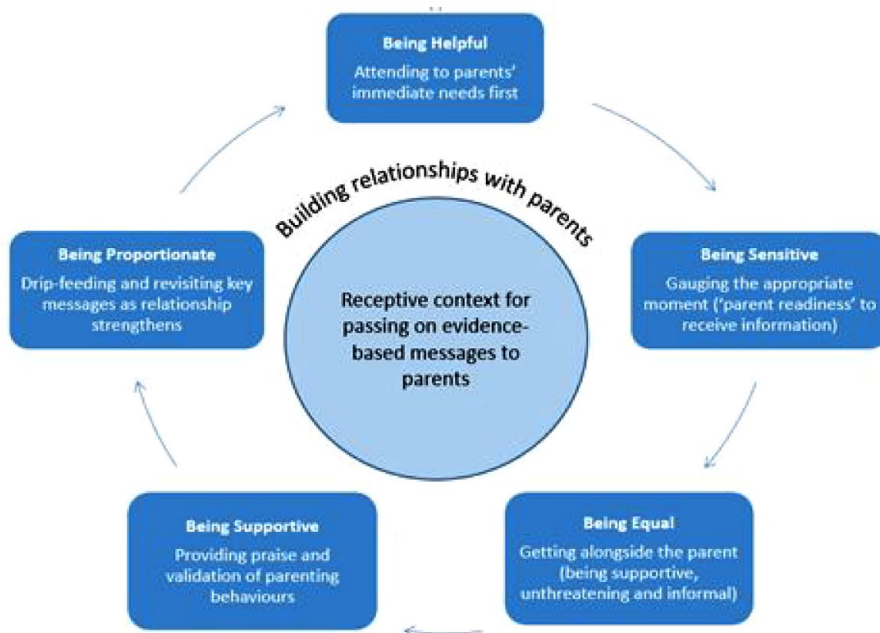 Being Helpful
Attending to parents'
immediate needs first
Building relationships with parents
Being Proportionate
Drip-feeding and revisiting key
messages as relationship
strengthens
Receptive context for
passing on evidence-
based messages to
parents
Being Sensitive
Gauging the appropriate
moment ('parent readiness' to
receive information)
Being Supportive
Providing praise and
validation of parenting
behaviours
Being Equal
Getting alongside the parent
(being supportive,
unthreatening and informal)